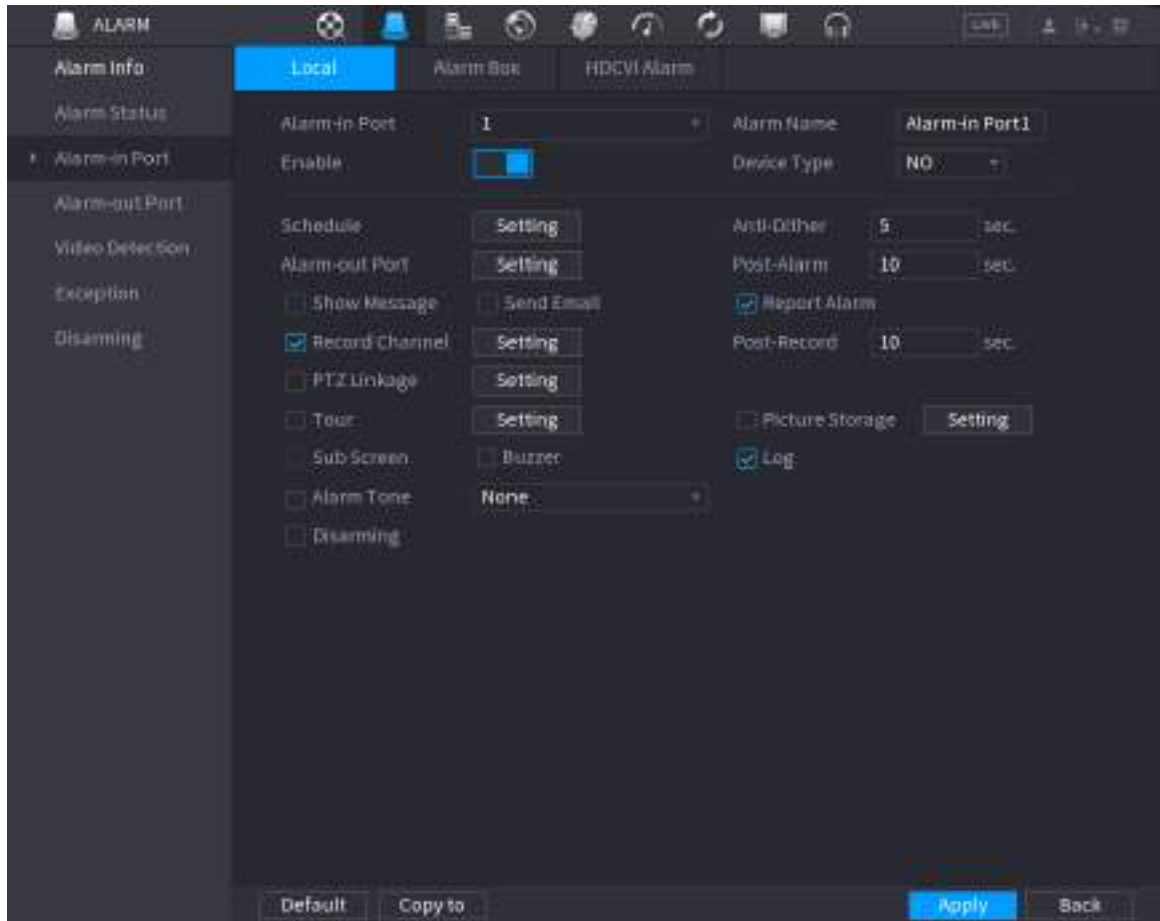 ALARM LIVE
Alarm Info
Alarm Status
Alarm-in Port
Alarm-out Port
Video Detection
Exception
Disarming
Local Alarm Box HDCVI Alarm
Alarm-in Port 1 Alarm Name Alarm-in Port1
Enable Device Type NO
Schedule Setting Anti-Dither 5 sec.
Alarm-out Port Setting Post-Alarm 10 sec.
Show Message Send Email Report Alarm
Record Channel Setting Post-Record 10 sec.
PTZ Linkage Setting
Tour Setting Picture Storage Setting
Sub Screen Buzzer Log
Alarm Tone None
Disarming
Default Copy to Apply Back